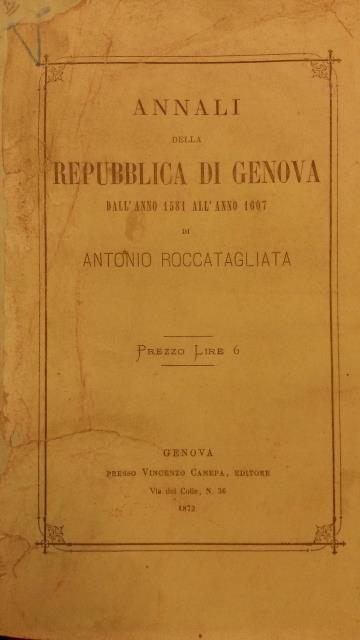 ANNALI
DELLA
REPUBBLICA DI GENOVA
DALL'ANNO 1581 ALL'ANNO 1607
DI
ANTONIO ROCCATAGLIATA
PREZZO LIRE 6
GENOVA
PRESSO VINCENZO CANEPA, EDITORE
Via del Colle, N. 36
1872